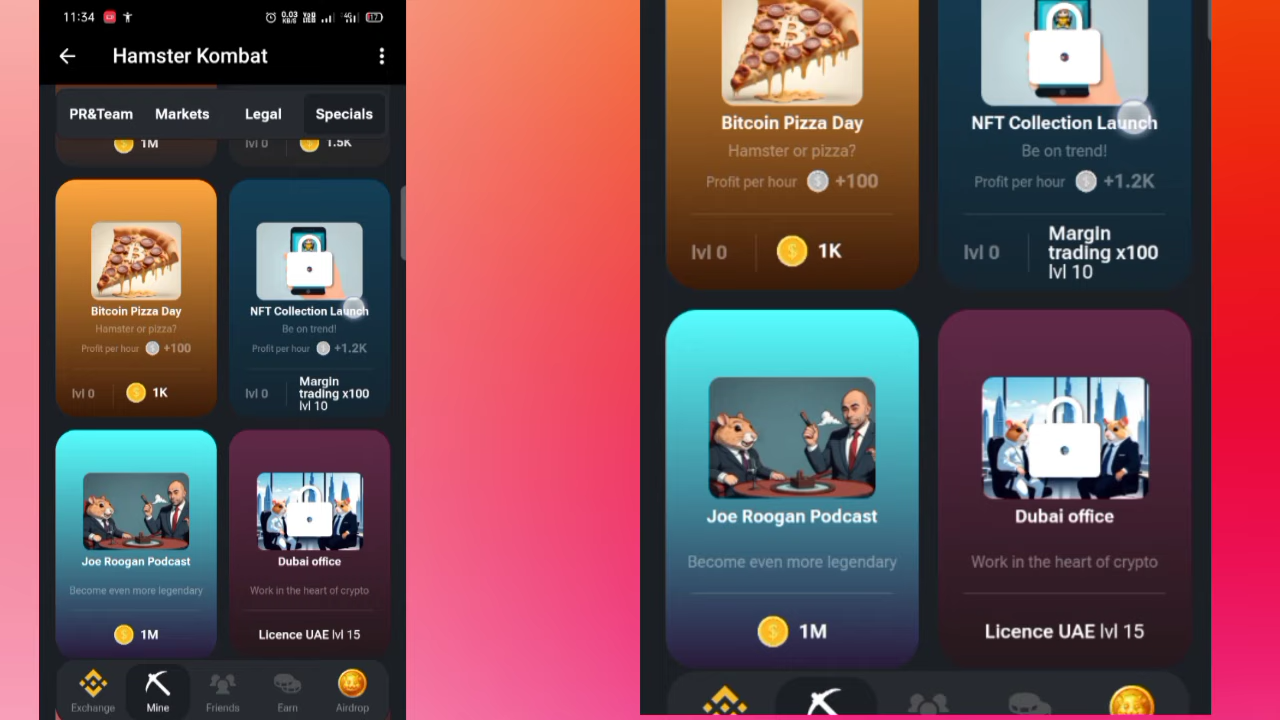 11:34
0.03
KB/S
4G
17
Hamster Kombat
PR&Team
Markets
Legal
Specials
1M
lvl 0
1.5K
Bitcoin Pizza Day
Hamster or pizza?
Profit per hour +100
lvl 0
1K
NFT Collection Launch
Be on trend!
Profit per hour +1.2K
lvl 0
Margin
trading x100
lvl 10
Joe Roogan Podcast
Become even more legendary
1M
Dubai office
Work in the heart of crypto
Licence UAE lvl 15
Exchange
Mine
Friends
Earn
Airdrop
Bitcoin Pizza Day
Hamster or pizza?
Profit per hour +100
lvl 0
1K
NFT Collection Launch
Be on trend!
Profit per hour +1.2K
lvl 0
Margin
trading x100
lvl 10
Joe Roogan Podcast
Become even more legendary
1M
Dubai office
Work in the heart of crypto
Licence UAE lvl 15